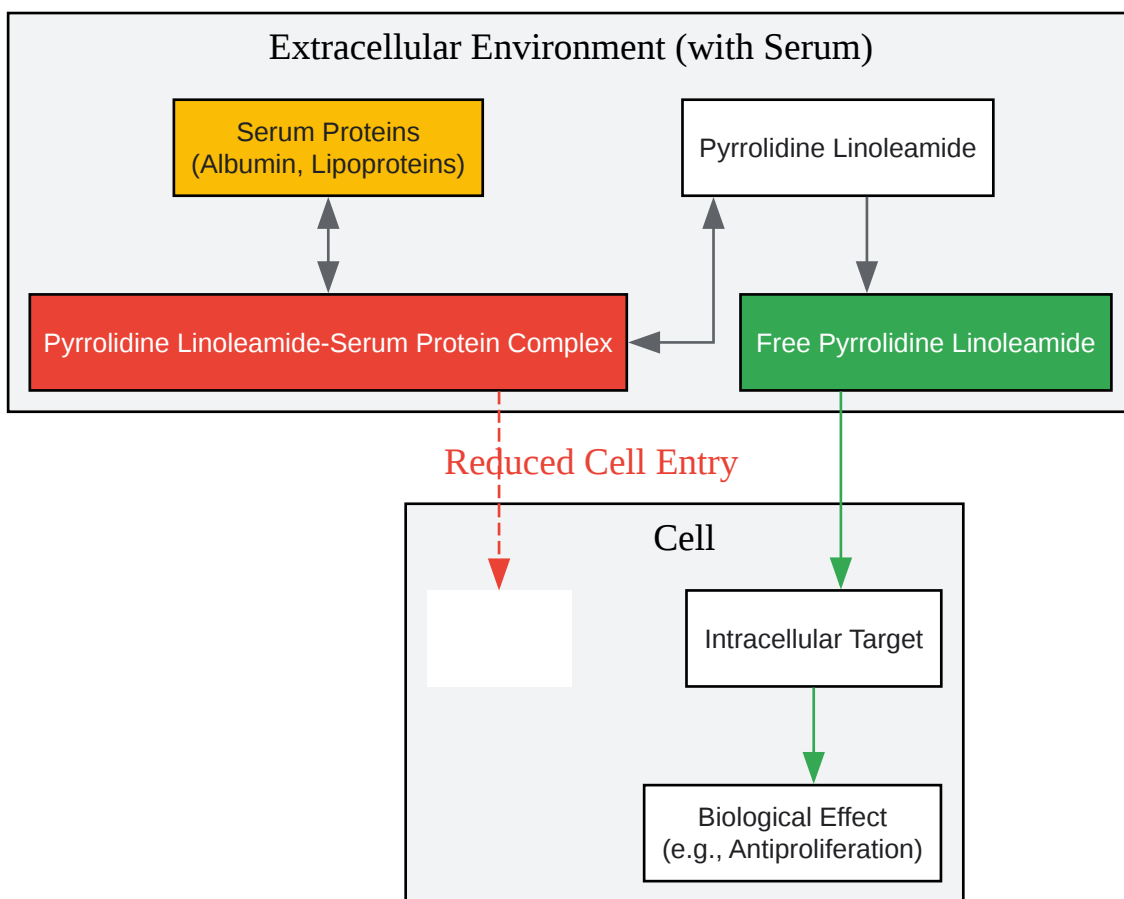 Extracellular Environment (with Serum)
Serum Proteins
(Albumin, Lipoproteins)
Pyrrolidine Linoleamide
Pyrrolidine Linoleamide-Serum Protein Complex
Free Pyrrolidine Linoleamide
Reduced Cell Entry
Cell
Intracellular Target
Biological Effect
(e.g., Antiproliferation)